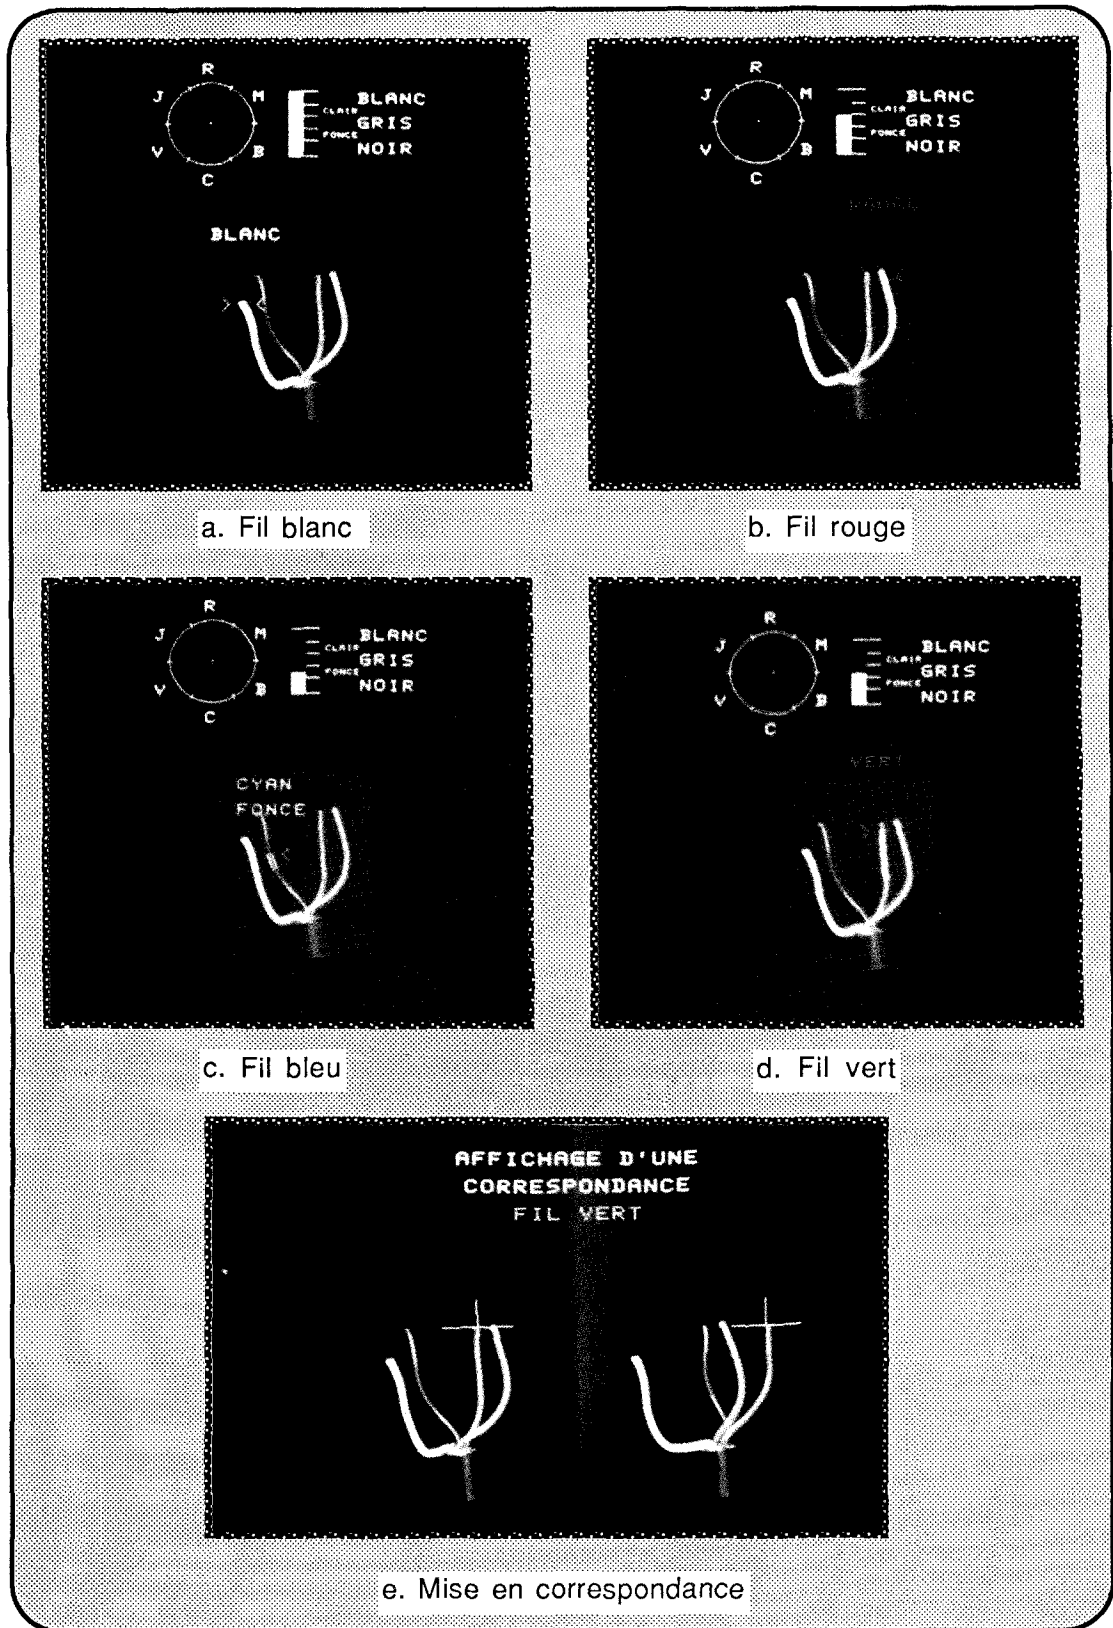 R
J M
V B
C
BLANC
CLAIR
GRIS
FONCE
NOIR
BLANC
a. Fil blanc
R
J M
V B
C
BLANC
CLAIR
GRIS
FONCE
NOIR
b. Fil rouge
R
J M
V B
C
BLANC
CLAIR
GRIS
FONCE
NOIR
CYAN
FONCE
c. Fil bleu
R
J M
V B
C
BLANC
CLAIR
GRIS
FONCE
NOIR
VERT
d. Fil vert
AFFICHAGE D'UNE
CORRESPONDANCE
FIL VERT
e. Mise en correspondance